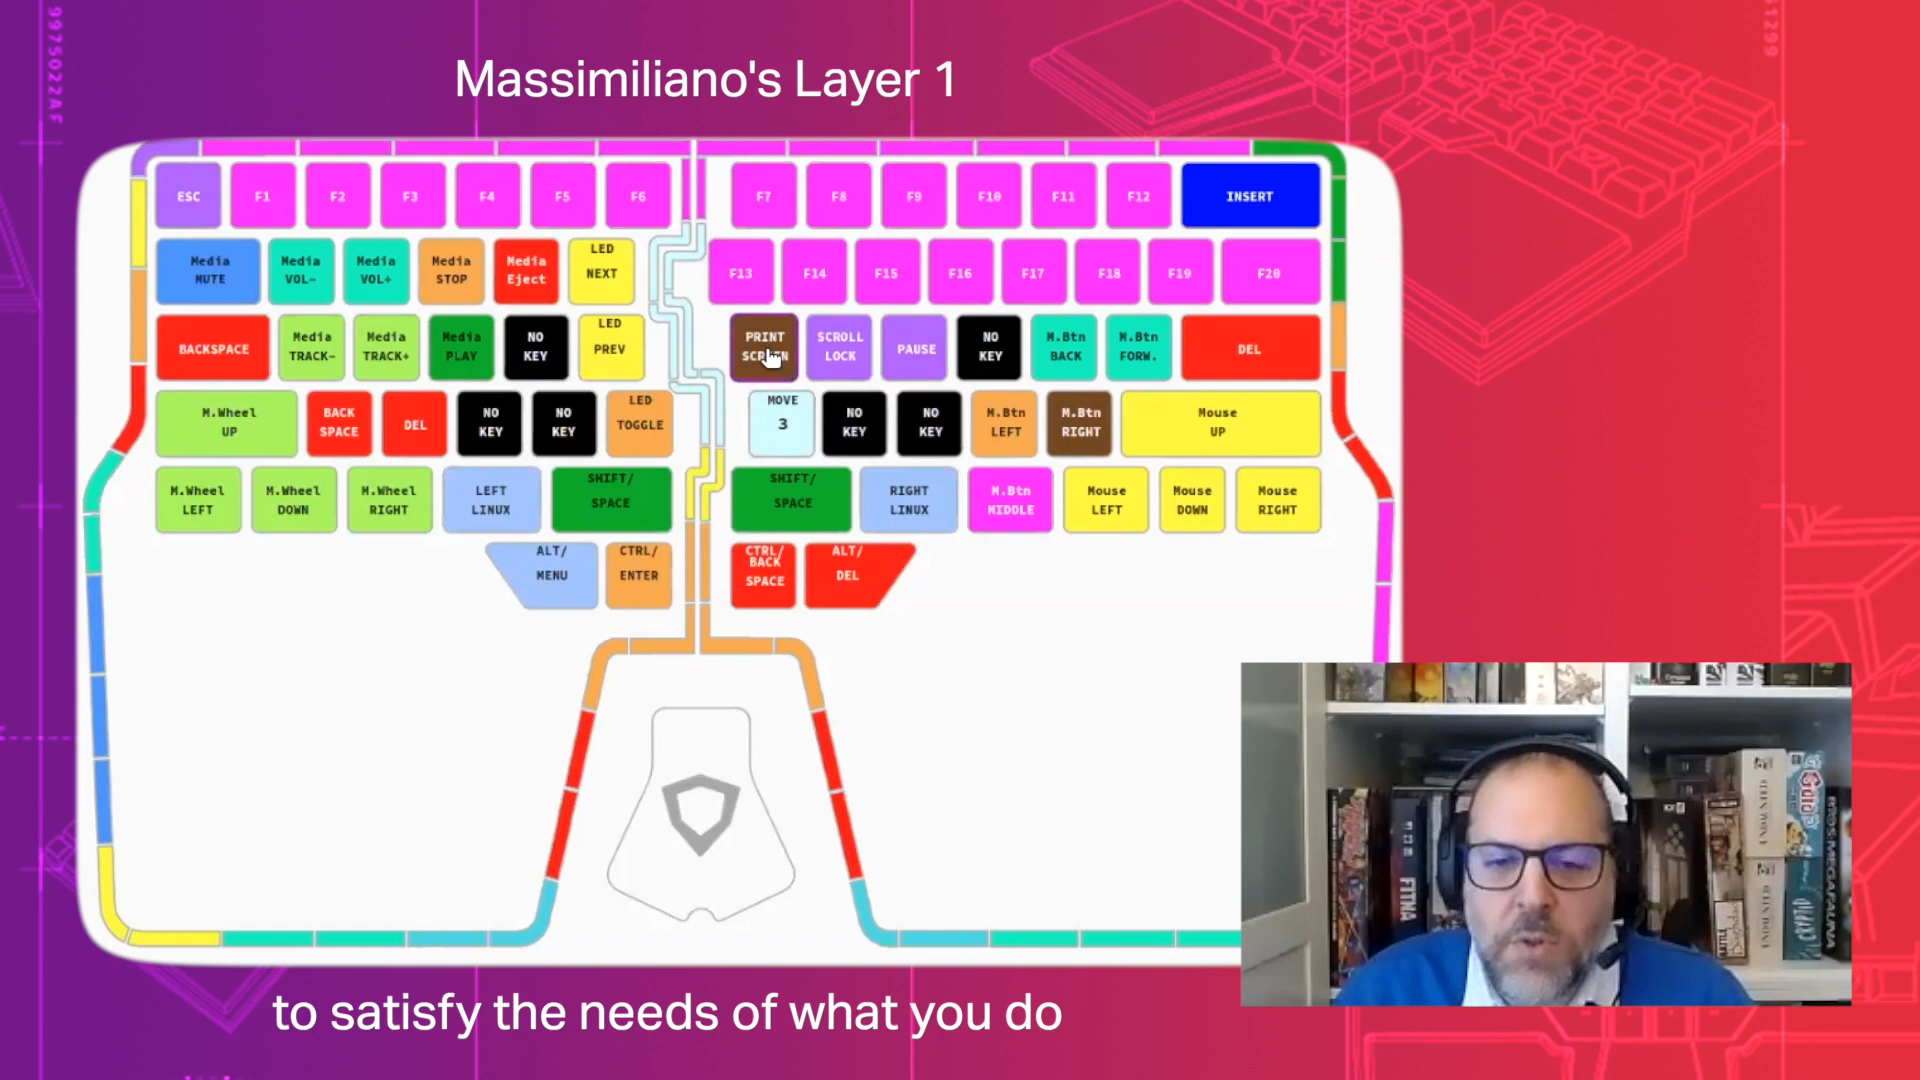 Massimiliano's Layer 1
ESC F1 F2 F3 F4 F5 F6 F7 F8 F9 F10 F11 F12 INSERT
Media MUTE
Media VOL-
Media VOL+
Media STOP
Media Eject
LED NEXT
F13 F14 F15 F16 F17 F18 F19 F20
BACKSPACE
Media TRACK-
Media TRACK+
Media PLAY
NO KEY
LED PREV
PRINT
SCROLL LOCK
PAUSE
NO KEY
M.Btn BACK
M.Btn FORW.
DEL
M.Wheel UP
BACK SPACE
DEL
NO KEY
NO KEY
LED TOGGLE
MOVE 3
NO KEY
NO KEY
M.Btn LEFT
M.Btn RIGHT
Mouse UP
M.Wheel LEFT
M.Wheel DOWN
M.Wheel RIGHT
LEFT LINUX
SHIFT/ SPACE
SHIFT/ SPACE
RIGHT LINUX
M.Btn MIDDLE
Mouse LEFT
Mouse DOWN
Mouse RIGHT
ALT/ MENU
CTRL/ ENTER
CTRL/ BACK SPACE
ALT/ DEL
to satisfy the needs of what you do
9975022AF
CRYPTID